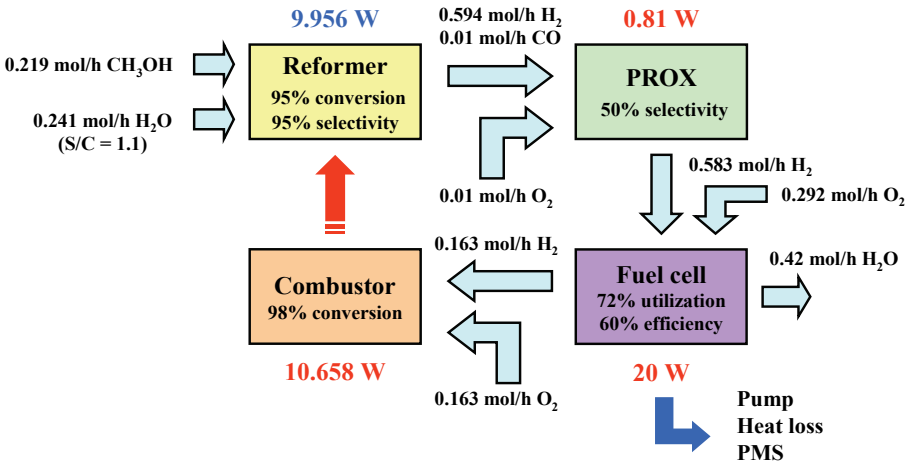 9.956 W
0.594 mol/h H₂
0.01 mol/h CO
0.81 W
0.219 mol/h CH₃OH
0.241 mol/h H₂O
(S/C = 1.1)
Reformer
95% conversion
95% selectivity
PROX
50% selectivity
0.01 mol/h O₂
0.583 mol/h H₂
0.292 mol/h O₂
0.163 mol/h H₂
Combustor
98% conversion
Fuel cell
72% utilization
60% efficiency
0.42 mol/h H₂O
10.658 W
0.163 mol/h O₂
20 W
Pump
Heat loss
PMS